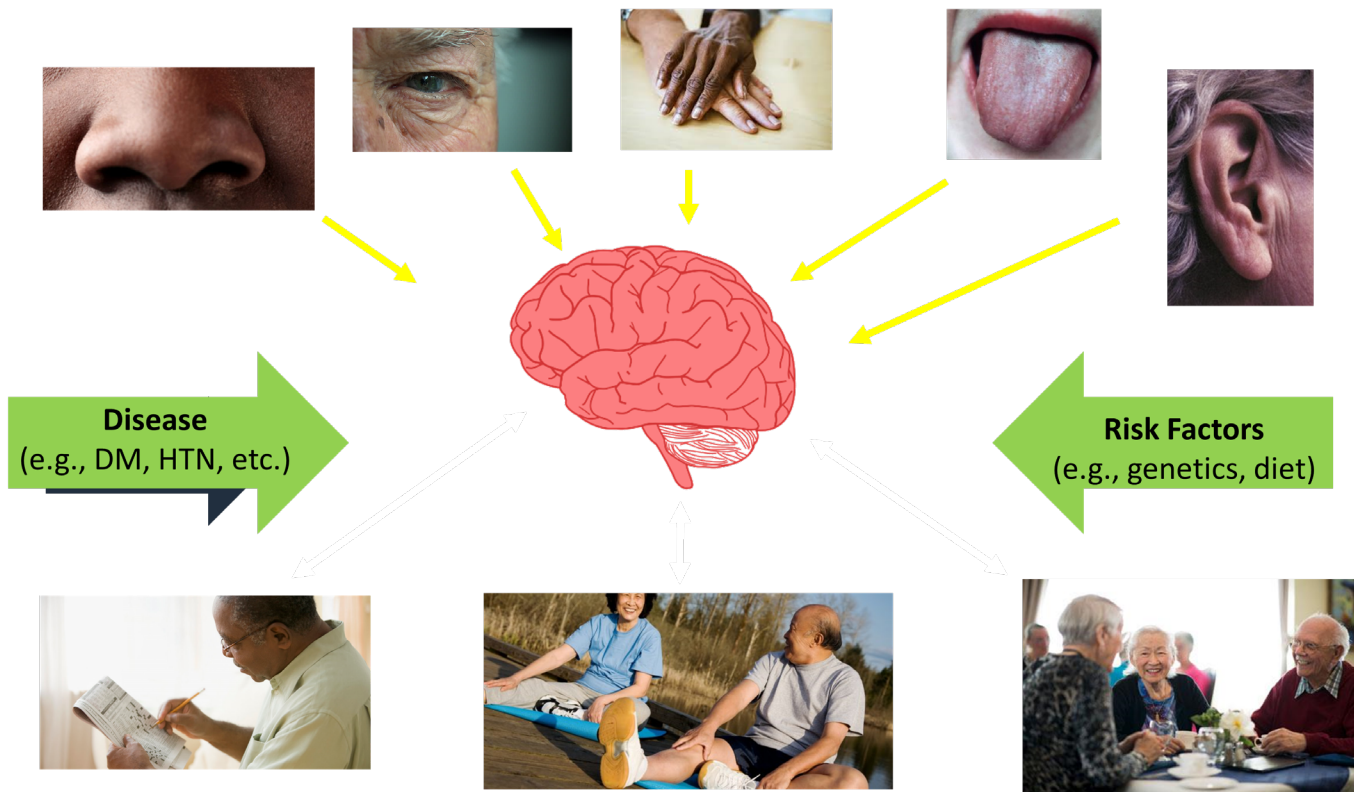 Disease
(e.g., DM, HTN, etc.)
Risk Factors
(e.g., genetics, diet)